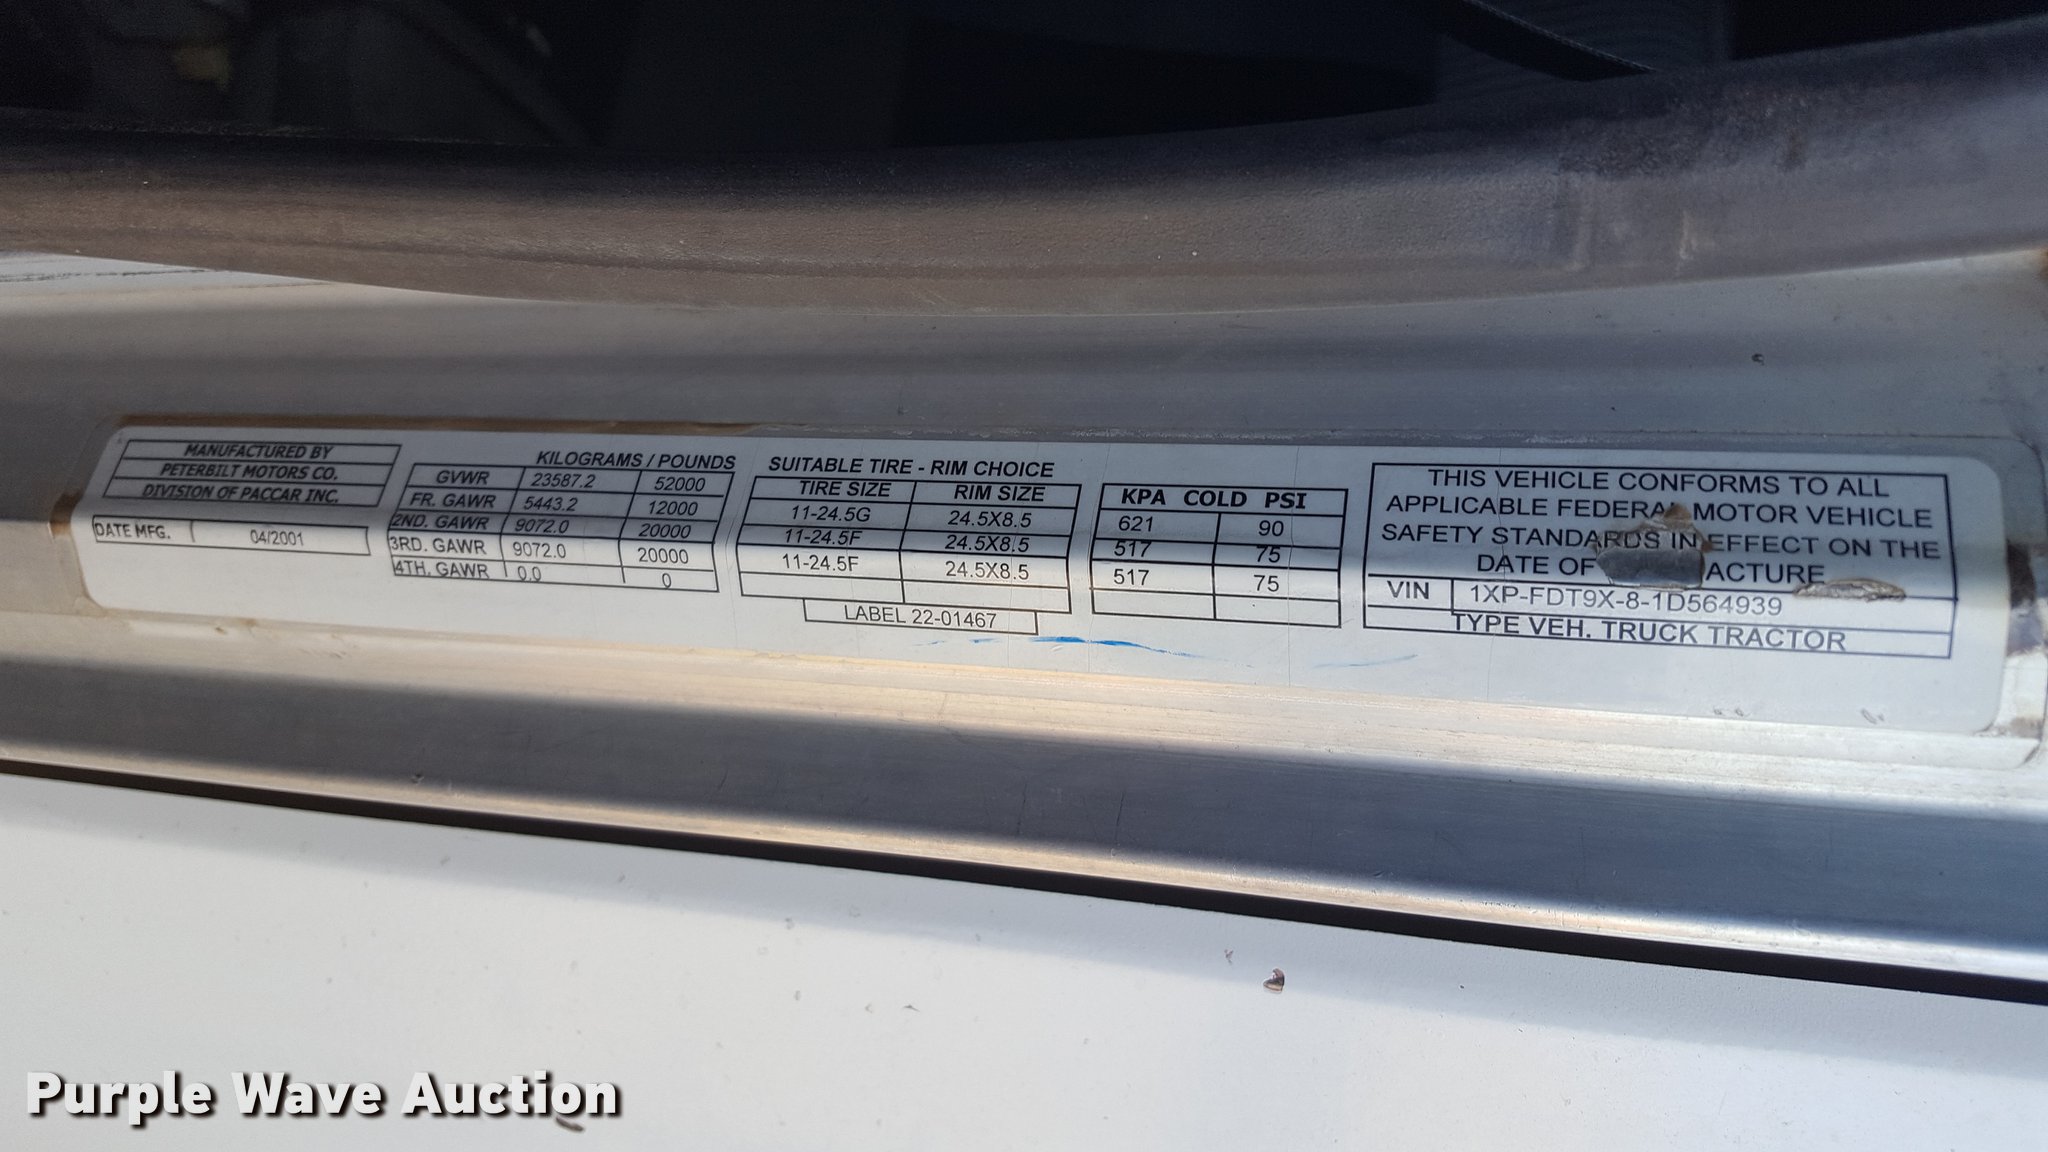 MANUFACTURED BY
PETERBILT MOTORS CO.
DIVISION OF PACCAR INC.
DATE MFG. 04/2001
KILOGRAMS / POUNDS
GVWR 23587.2 52000
FR. GAWR 5443.2 12000
2ND. GAWR 9072.0 20000
3RD. GAWR 9072.0 20000
4TH. GAWR 0.0 0
SUITABLE TIRE - RIM CHOICE
TIRE SIZE RIM SIZE
11-24.5G 24.5X8.5
11-24.5F 24.5X8.5
11-24.5F 24.5X8.5
LABEL 22-01467
KPA COLD PSI
621 90
517 75
517 75
THIS VEHICLE CONFORMS TO ALL
APPLICABLE FEDERAL MOTOR VEHICLE
SAFETY STANDARDS IN EFFECT ON THE
DATE OF ACTURE
VIN 1XP-FDT9X-8-1D564939
TYPE VEH. TRUCK TRACTOR
Purple Wave Auction